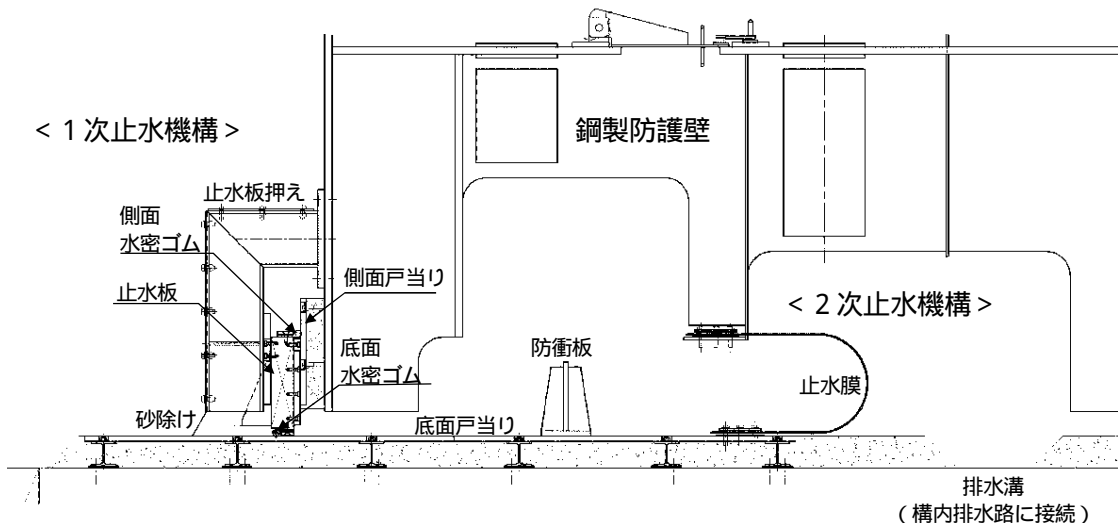 < 1 次止水機構 >
鋼製防護壁
止水板押え
側面
水密ゴム
側面戸当り
止水板
< 2 次止水機構 >
底面
水密ゴム
防衝板
止水膜
砂除け
底面戸当り
排水溝
( 構内排水路に接続 )